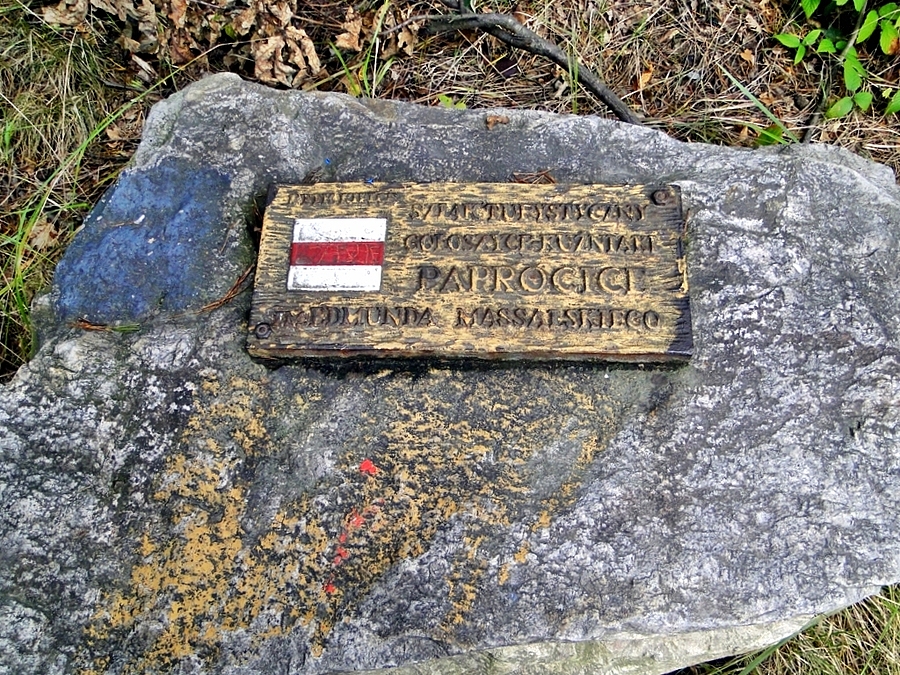 SZLAK TURYSTYCZNY
GOŁOSZYCE-KUŹNIAKI
PAPROCICE
IM. EDMUNDA MASSALSKIEGO